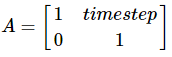 A = [ 1 timestep
0 1 ]